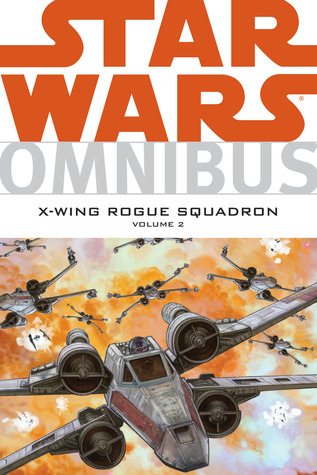 STAR
WARS®
OMNIBUS
X-WING ROGUE SQUADRON
VOLUME 2